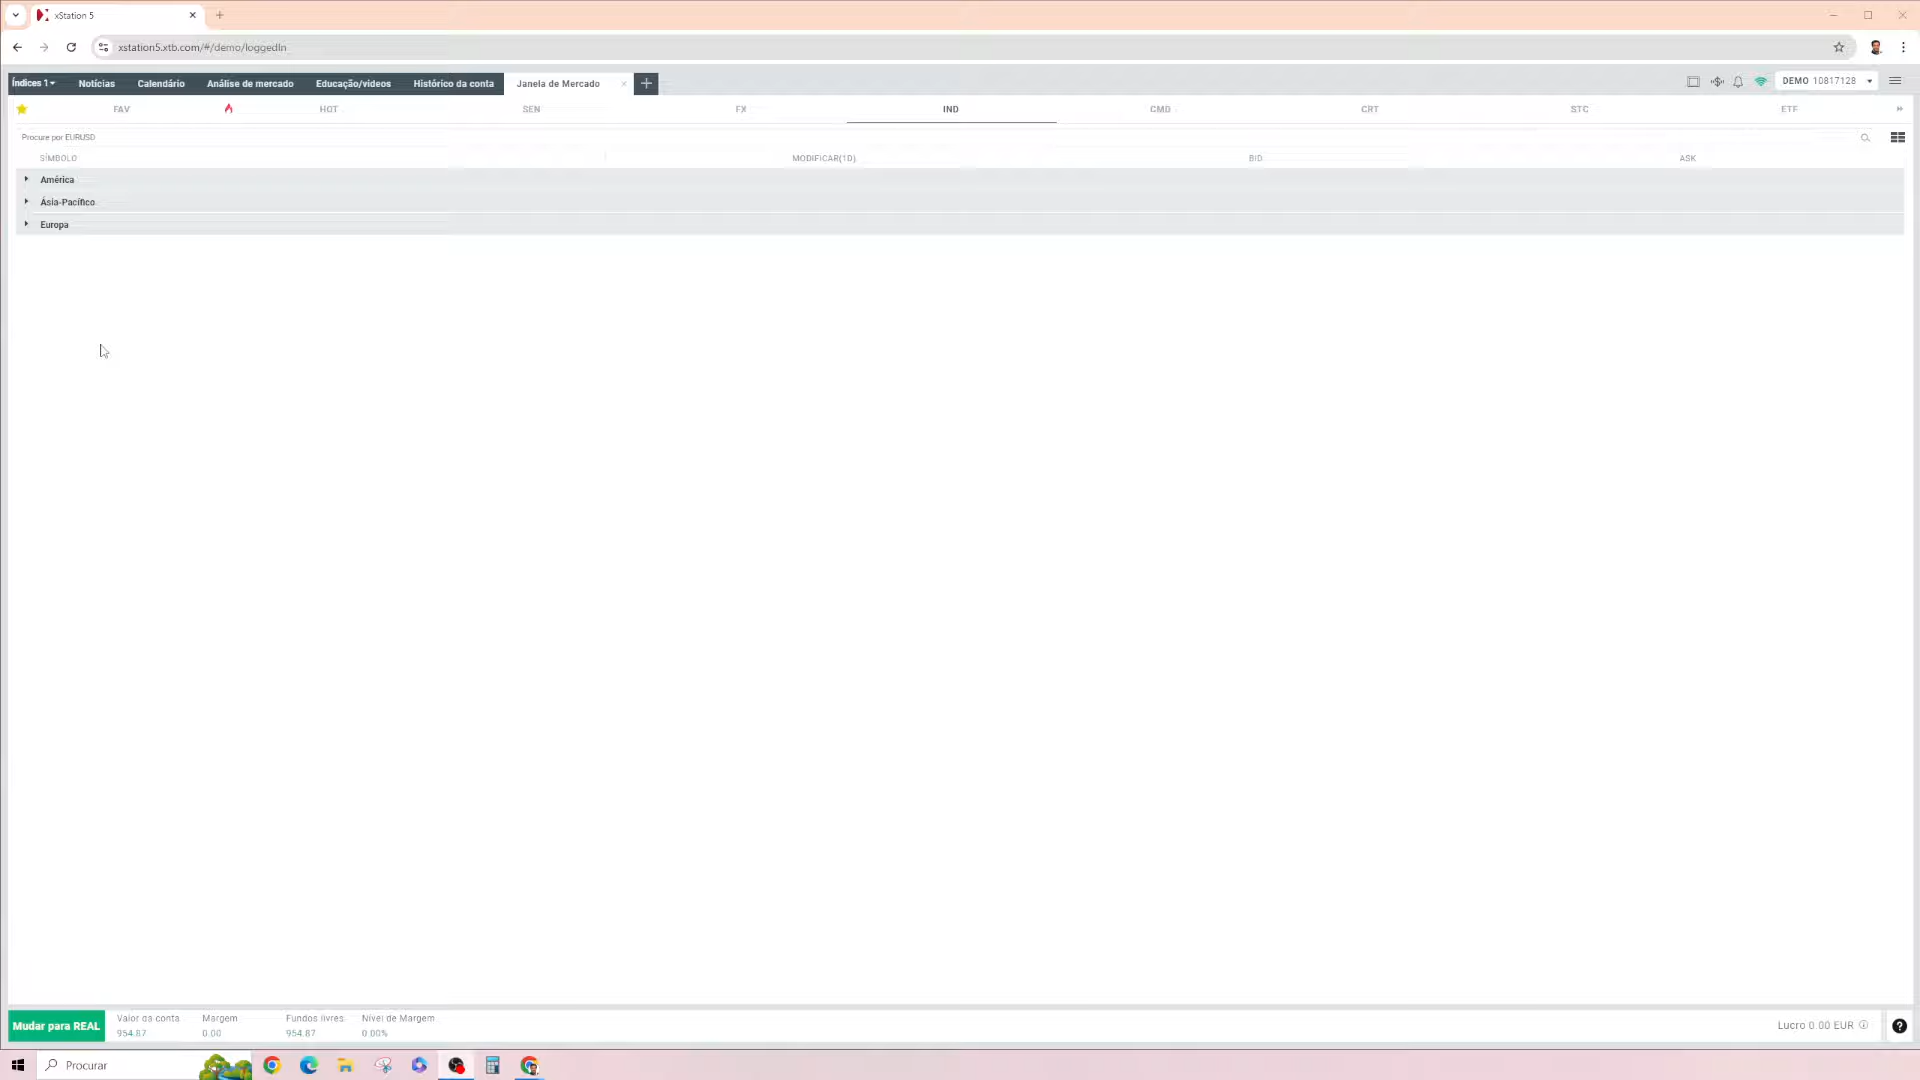 xStation 5
xstation5.xtb.com/#/demo/loggedIn
Índices 1
Notícias
Calendário
Análise de mercado
Educação/videos
Histórico da conta
Janela de Mercado
DEMO 10817128
FAV
HOT
SEN
FX
IND
CMD
CRT
STC
ETF
Procure por EURUSD
SÍMBOLO
MODIFICAR(1D)
BID
ASK
América
Ásia-Pacífico
Europa
Mudar para REAL
Valor da conta
954.87
Margem
0.00
Fundos livres
954.87
Nível de Margem
0.00%
Lucro 0.00 EUR
Procurar